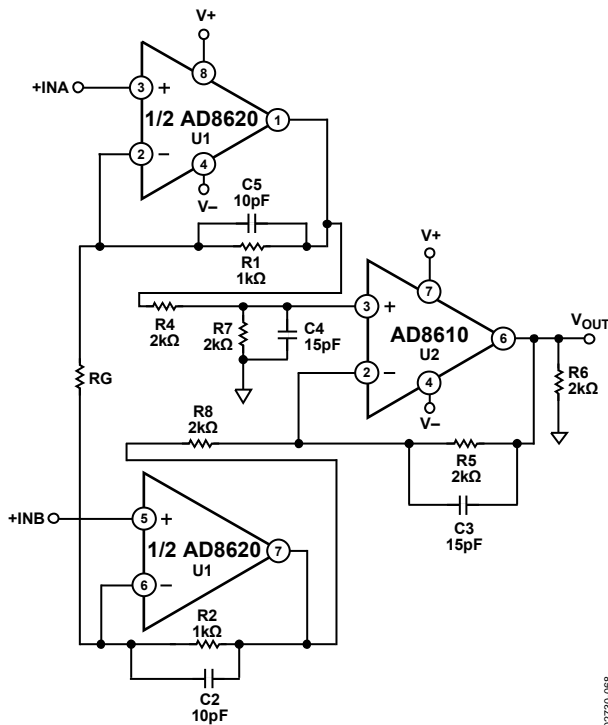 V+
+INA
3
+
8
1/2 AD8620
U1
1
2
−
4
V−
C5
10pF
R1
1kΩ
V+
R4
2kΩ
R7
2kΩ
C4
15pF
3
+
7
AD8610
U2
6
VOUT
2
−
4
V−
R6
2kΩ
RG
R8
2kΩ
R5
2kΩ
C3
15pF
+INB
5
+
1/2 AD8620
U1
7
6
−
R2
1kΩ
C2
10pF